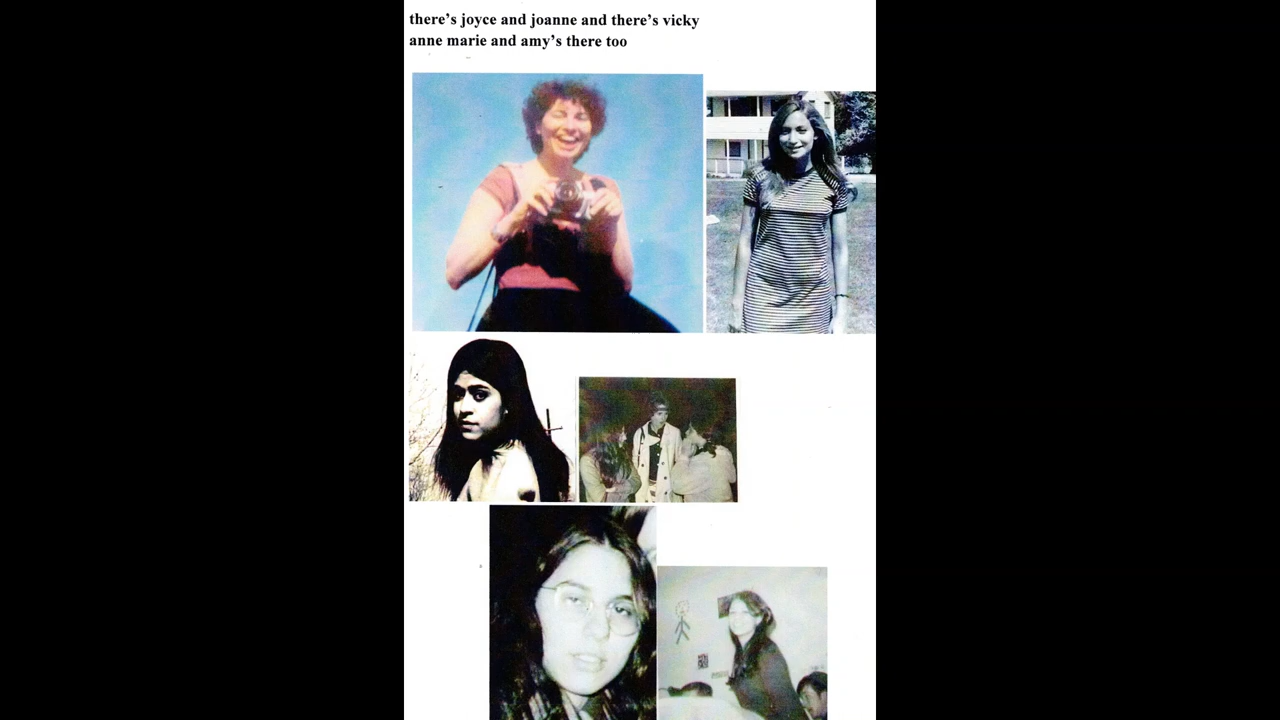 there's joyce and joanne and there's vicky
anne marie and amy's there too